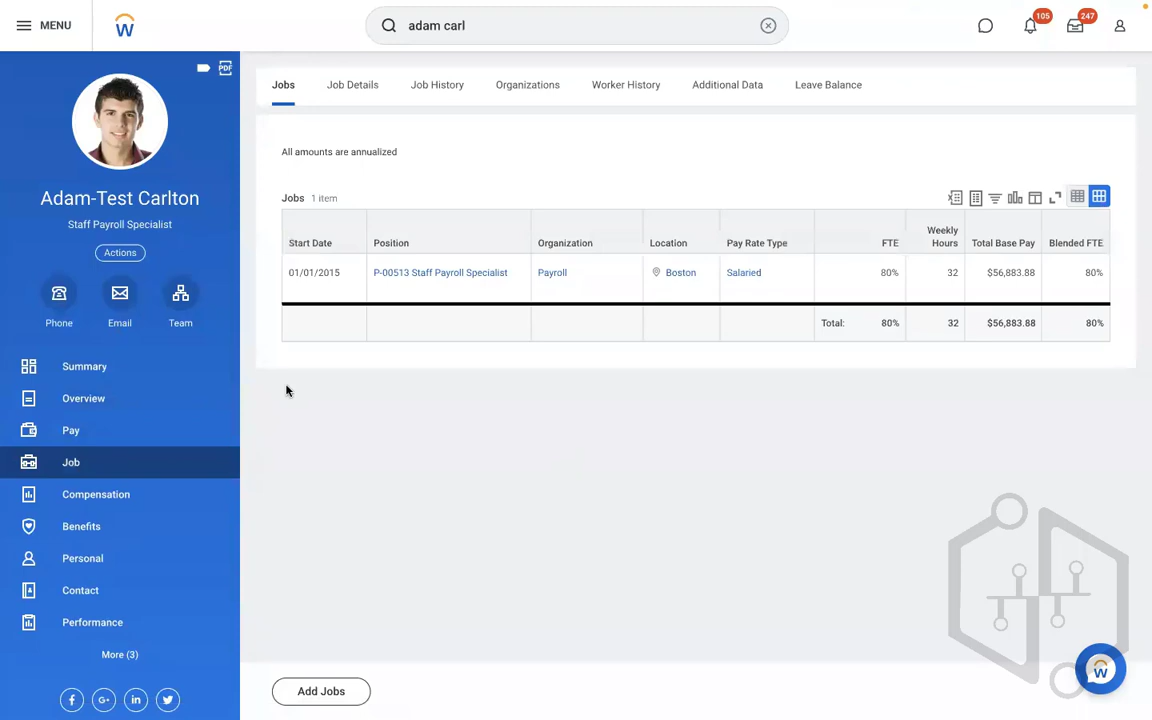 MENU
adam carl
105
247
PDF
Adam-Test Carlton
Staff Payroll Specialist
Actions
Phone Email Team
Summary
Overview
Pay
Job
Compensation
Benefits
Personal
Contact
Performance
More (3)
Jobs Job Details Job History Organizations Worker History Additional Data Leave Balance
All amounts are annualized
Jobs 1 item
Start Date Position Organization Location Pay Rate Type FTE Weekly Hours Total Base Pay Blended FTE
01/01/2015 P-00513 Staff Payroll Specialist Payroll Boston Salaried 80% 32 $56,883.88 80%
Total: 80% 32 $56,883.88 80%
Add Jobs